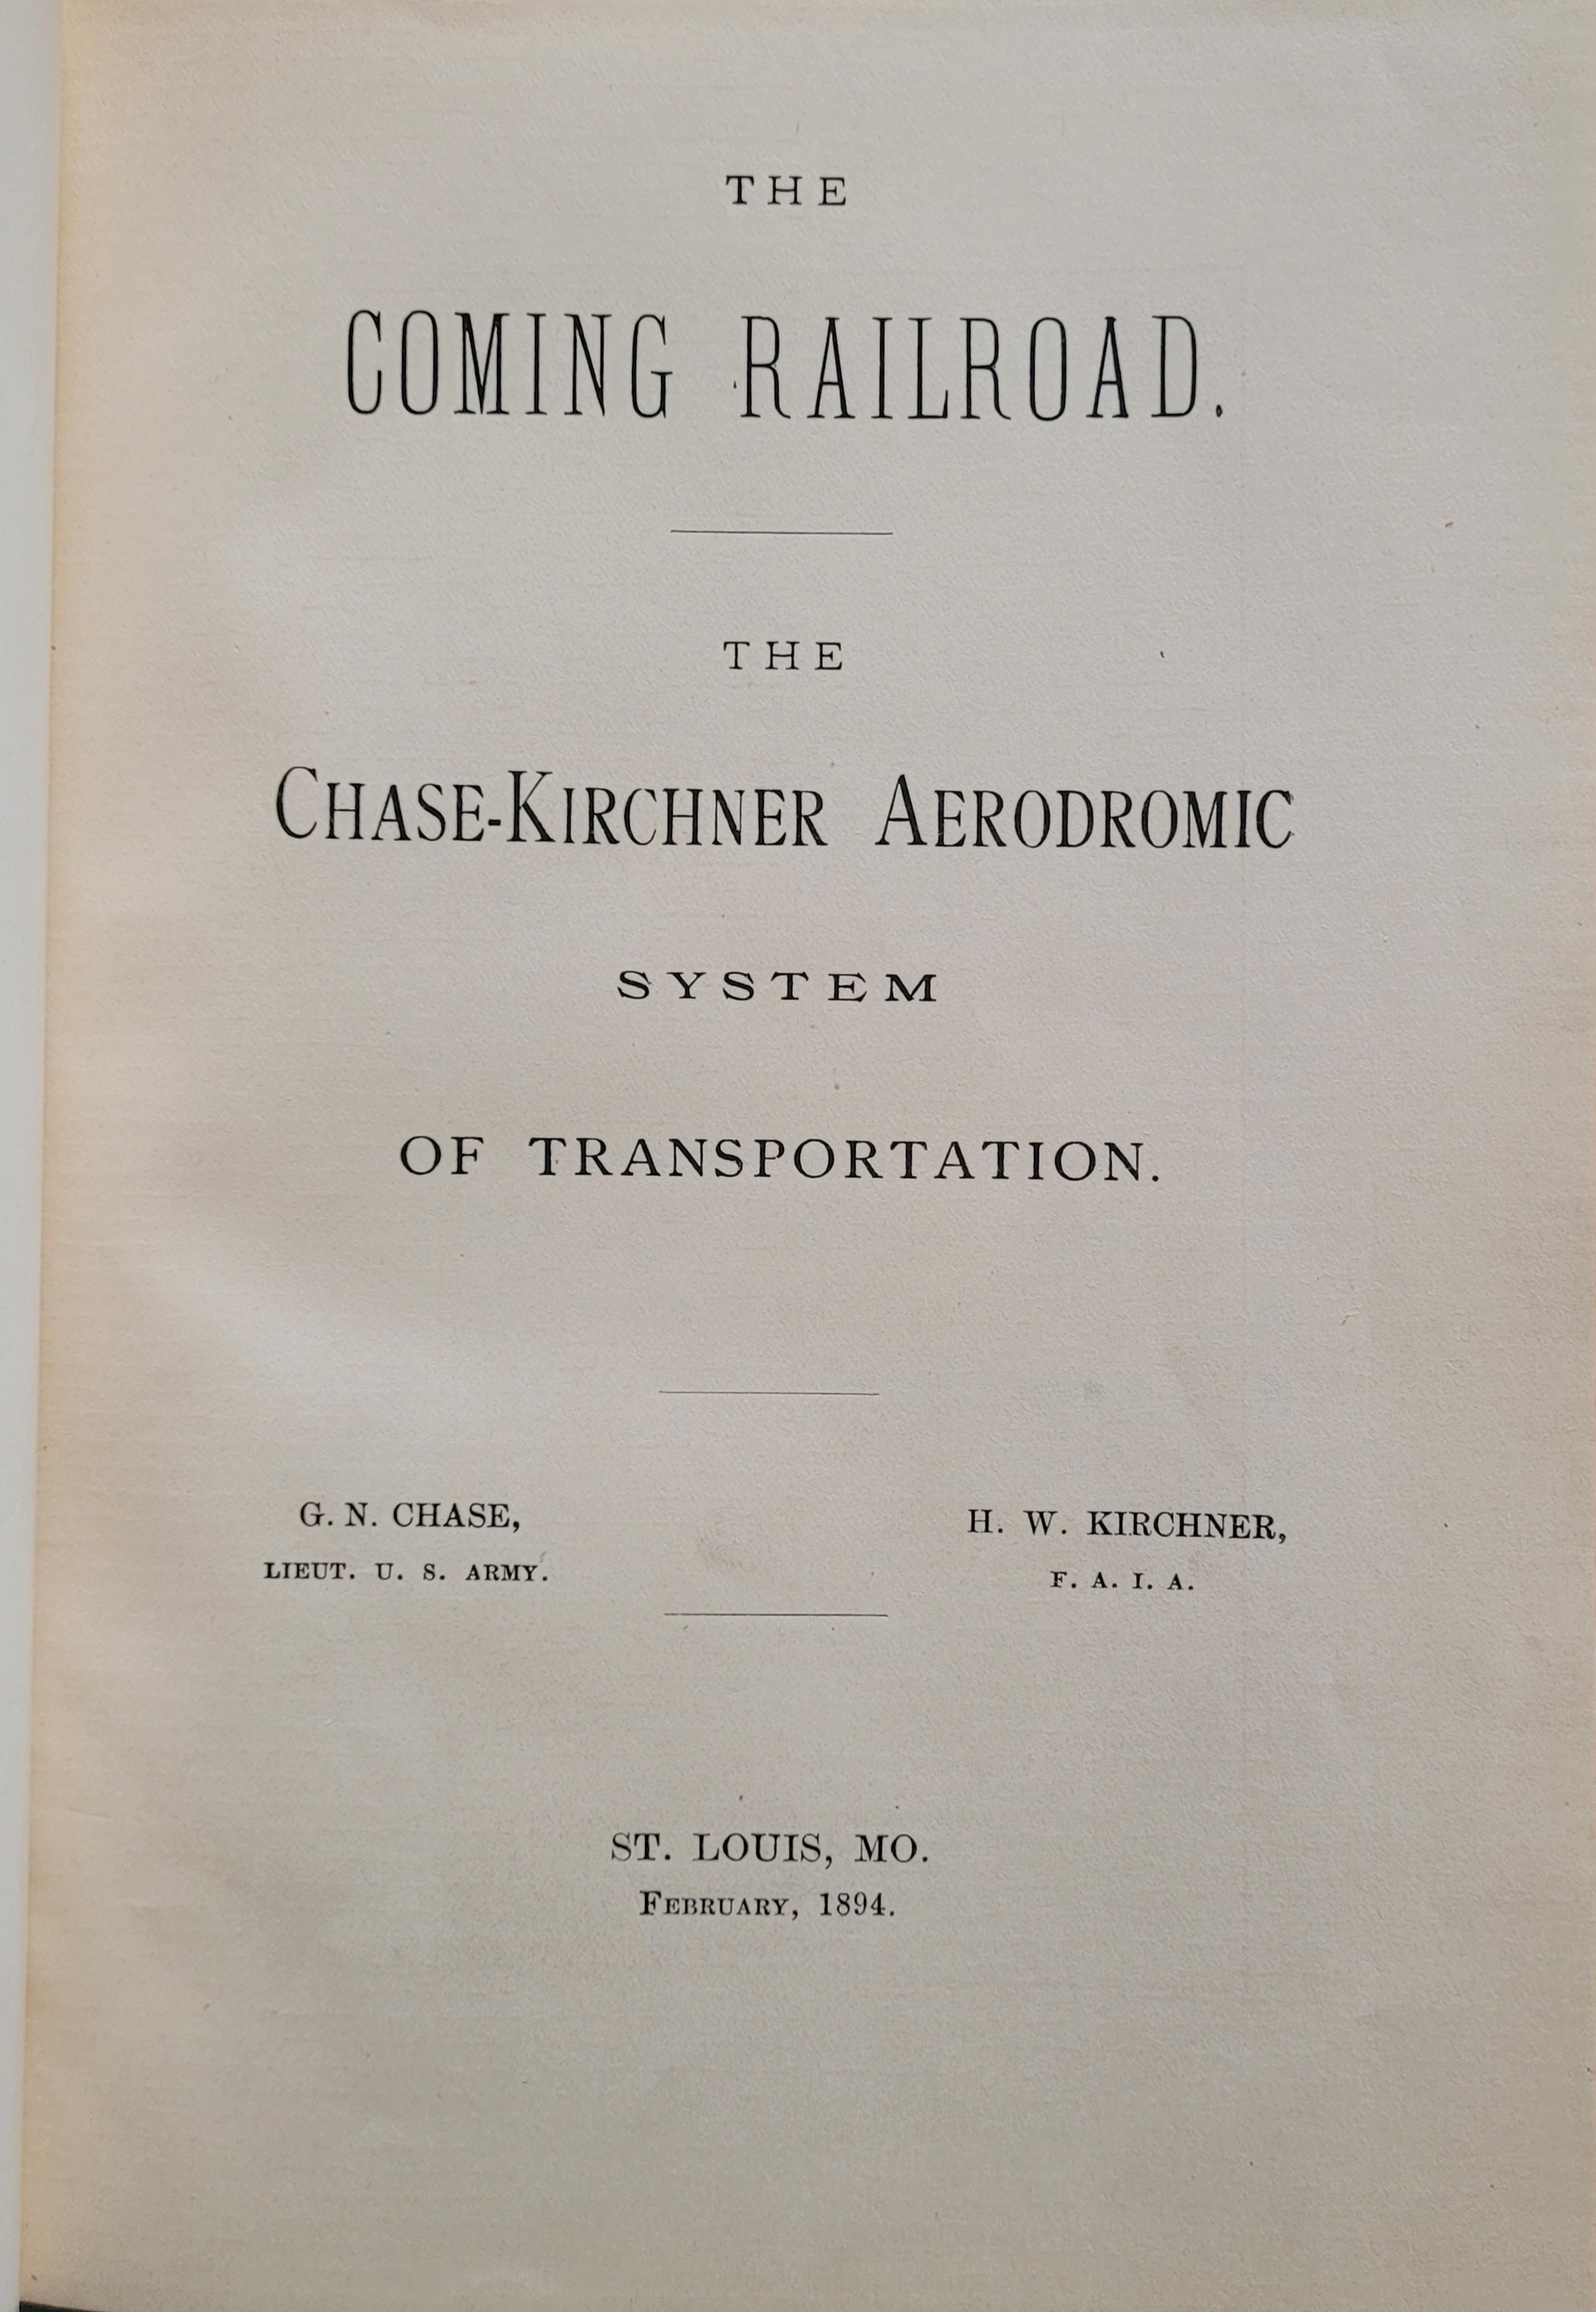 THE
COMING RAILROAD.
THE
CHASE-KIRCHNER AERODROMIC
SYSTEM
OF TRANSPORTATION.
G. N. CHASE,
LIEUT. U. S. ARMY.
H. W. KIRCHNER,
F. A. I. A.
ST. LOUIS, MO.
FEBRUARY, 1894.